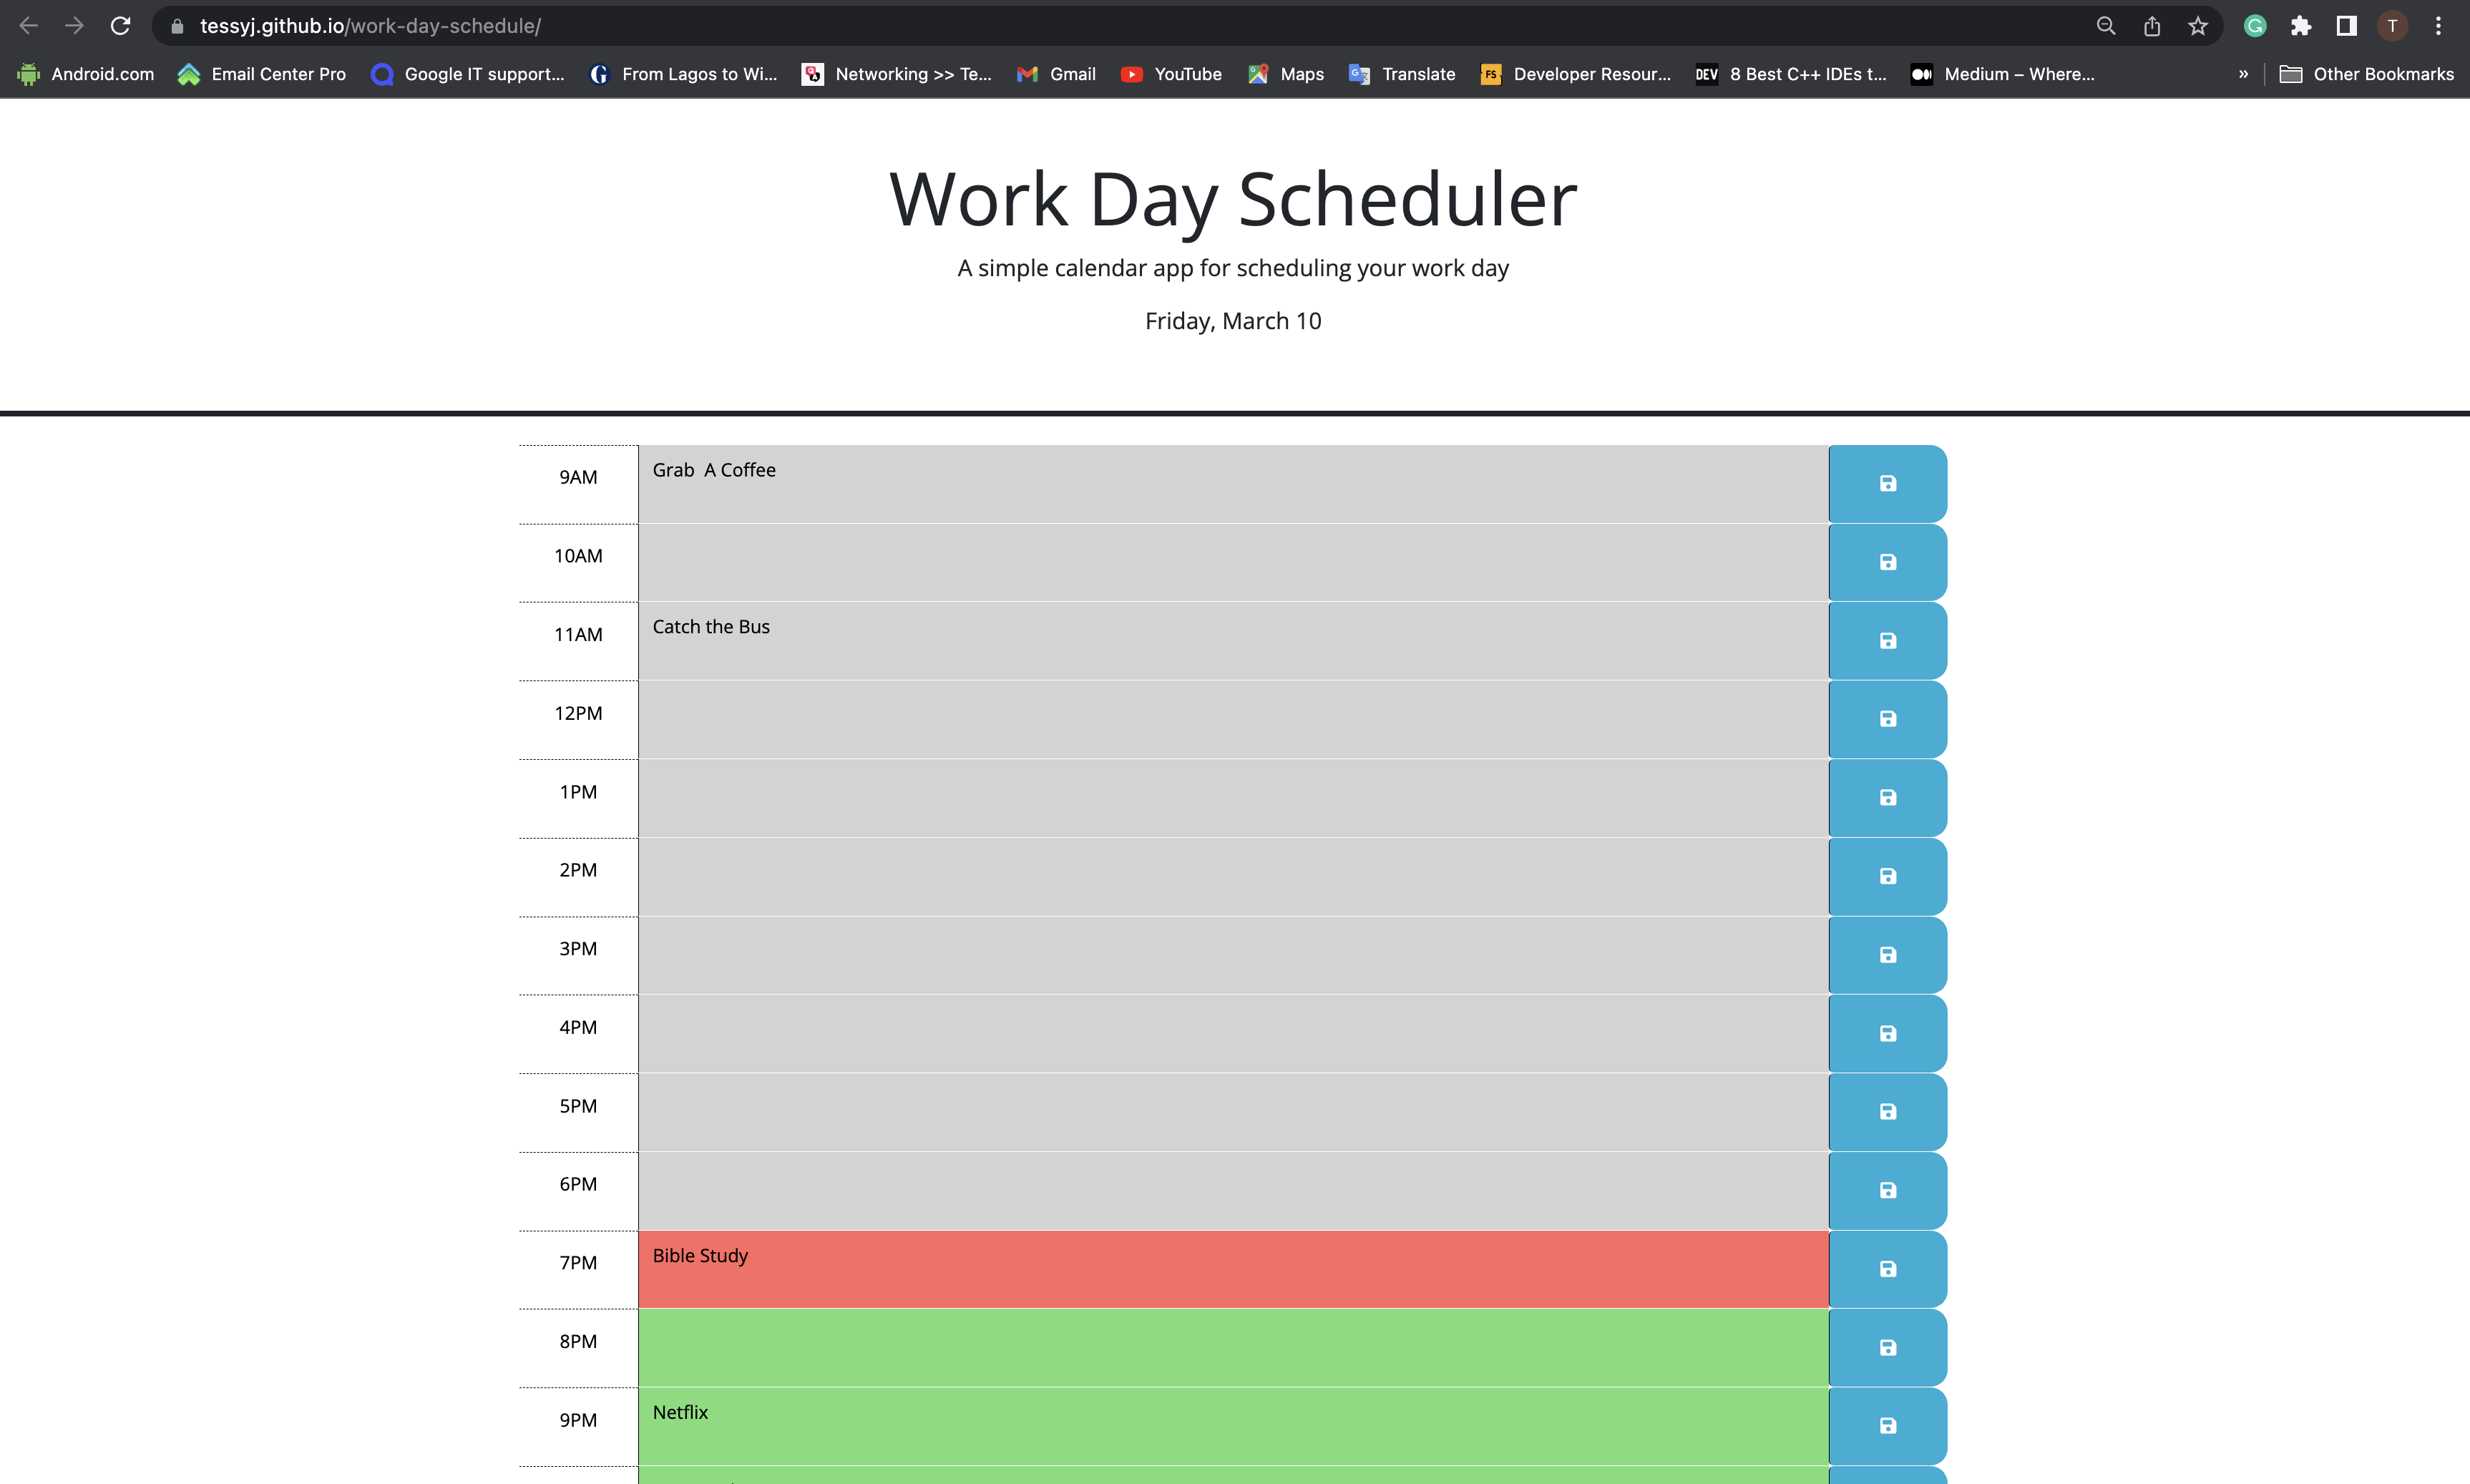 tessyj.github.io/work-day-schedule/
T
Android.com Email Center Pro Google IT support... From Lagos to Wi... Networking >> Te... Gmail YouTube Maps Translate FS Developer Resour... DEV 8 Best C++ IDEs t... Medium – Where... » Other Bookmarks
Work Day Scheduler
A simple calendar app for scheduling your work day
Friday, March 10
9AM Grab  A Coffee
10AM
11AM Catch the Bus
12PM
1PM
2PM
3PM
4PM
5PM
6PM
7PM Bible Study
8PM
9PM Netflix